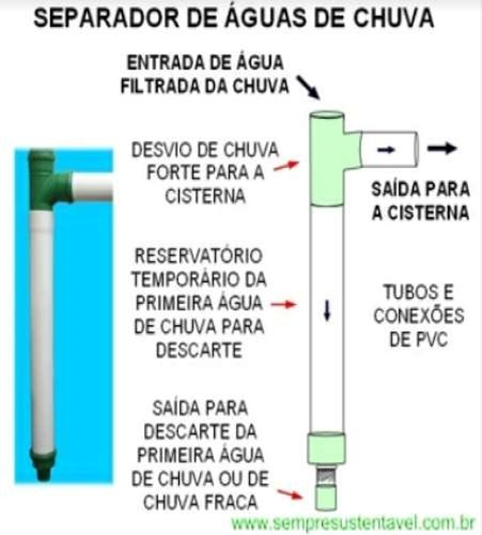 SEPARADOR DE ÁGUAS DE CHUVA
ENTRADA DE ÁGUA
FILTRADA DA CHUVA
DESVIO DE CHUVA
FORTE PARA A
CISTERNA
SAÍDA PARA
A CISTERNA
RESERVATÓRIO
TEMPORÁRIO DA
PRIMEIRA ÁGUA
DE CHUVA PARA
DESCARTE
TUBOS E
CONEXÕES
DE PVC
SAÍDA PARA
DESCARTE DA
PRIMEIRA ÁGUA
DE CHUVA OU DE
CHUVA FRACA
www.sempresustentavel.com.br